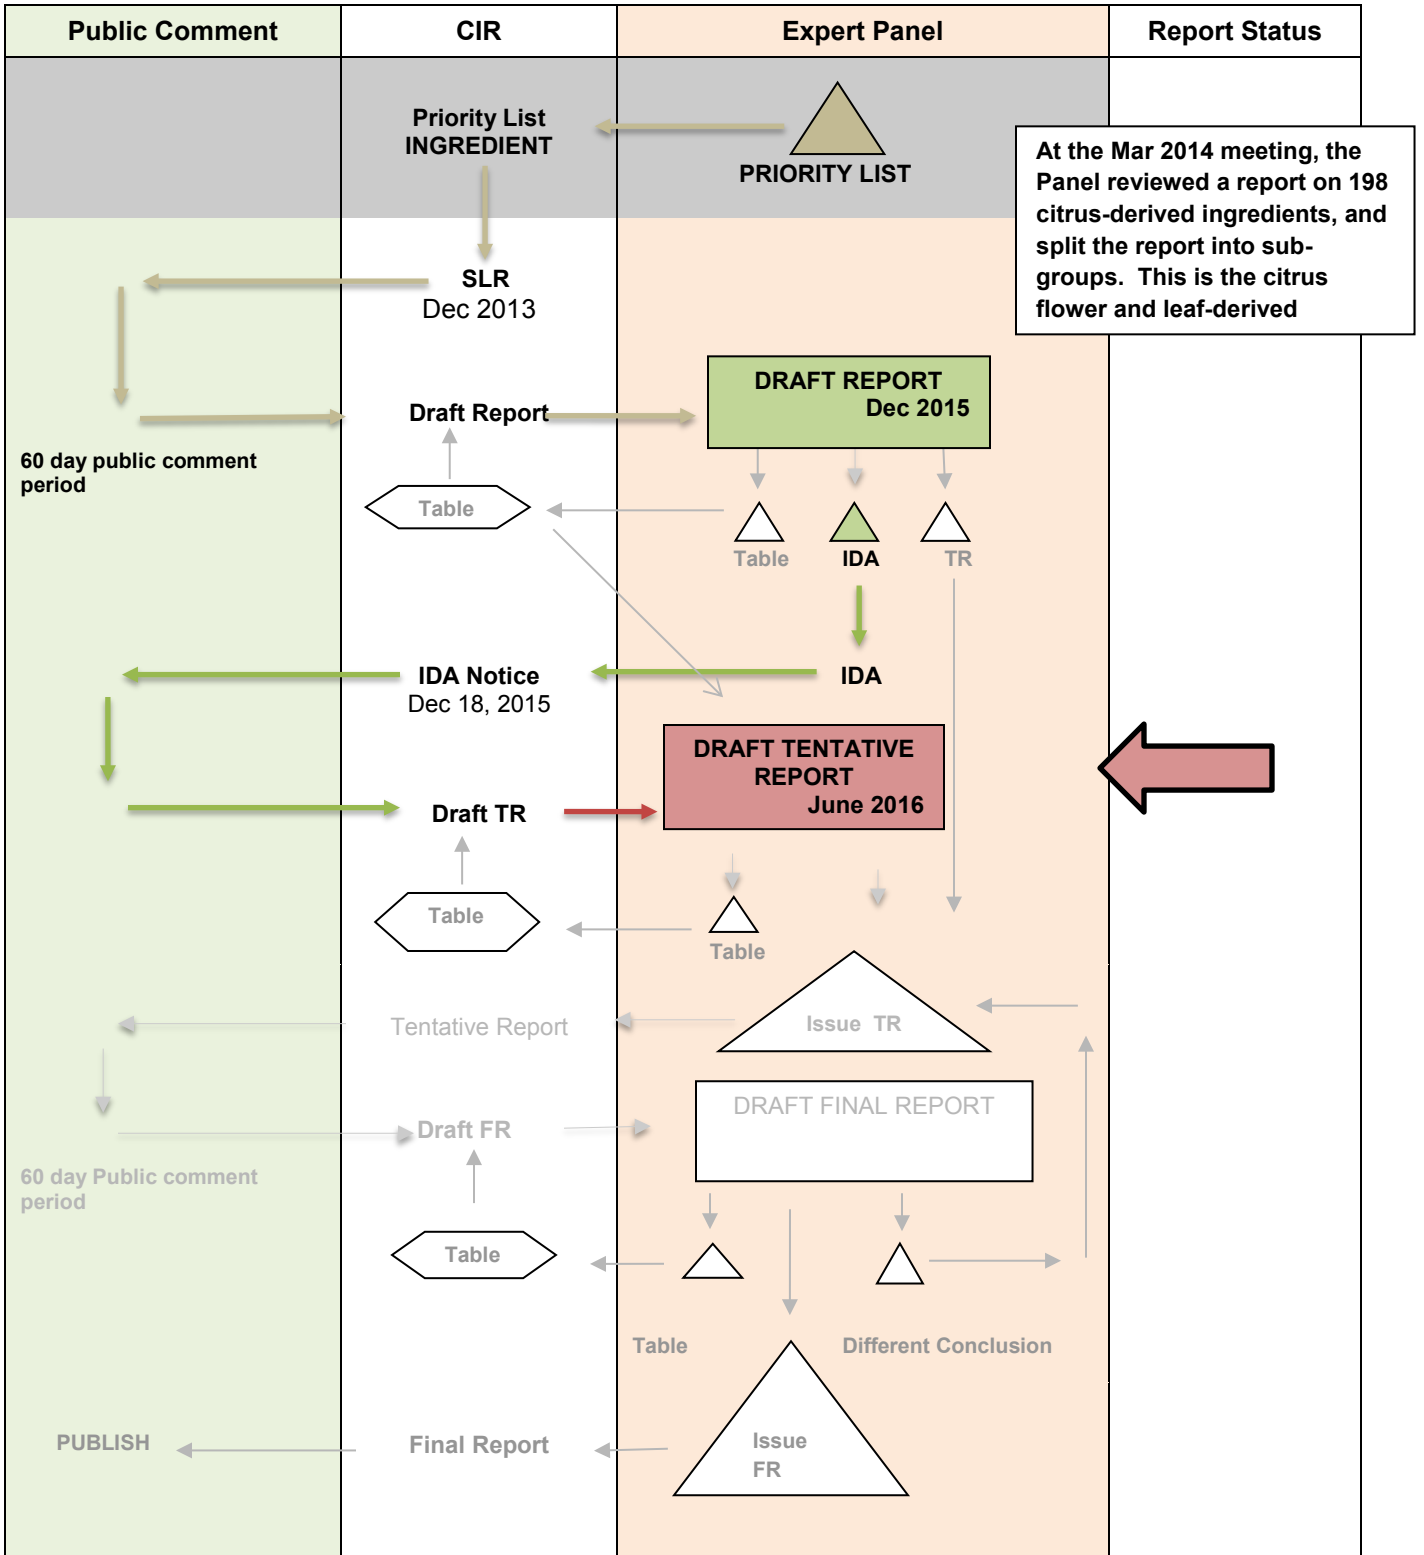 Public Comment
CIR
Expert Panel
Report Status
Priority List
INGREDIENT
PRIORITY LIST
At the Mar 2014 meeting, the
Panel reviewed a report on 198
citrus-derived ingredients, and
split the report into sub-
groups. This is the citrus
flower and leaf-derived
SLR
Dec 2013
DRAFT REPORT
Dec 2015
Draft Report
60 day public comment
period
Table
Table
IDA
TR
IDA Notice
Dec 18, 2015
IDA
DRAFT TENTATIVE
REPORT
June 2016
Draft TR
Table
Table
Tentative Report
Issue TR
DRAFT FINAL REPORT
Draft FR
60 day Public comment
period
Table
Table
Different Conclusion
PUBLISH
Final Report
Issue
FR